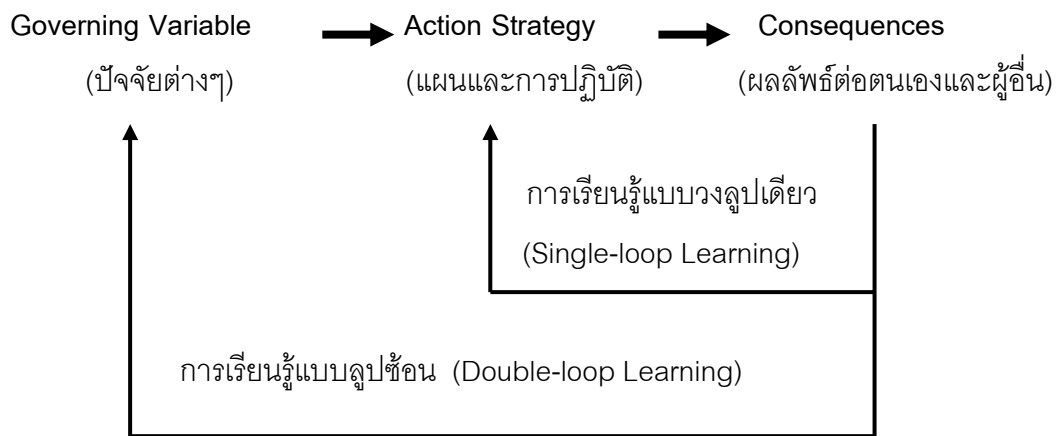 Governing Variable Action Strategy Consequences
(ปัจจัยต่างๆ) (แผนและการปฏิบัติ) (ผลลัพธ์ต่อตนเองและผู้อื่น)
การเรียนรู้แบบวงลูปเดียว
(Single-loop Learning)
การเรียนรู้แบบลูปซ้อน (Double-loop Learning)